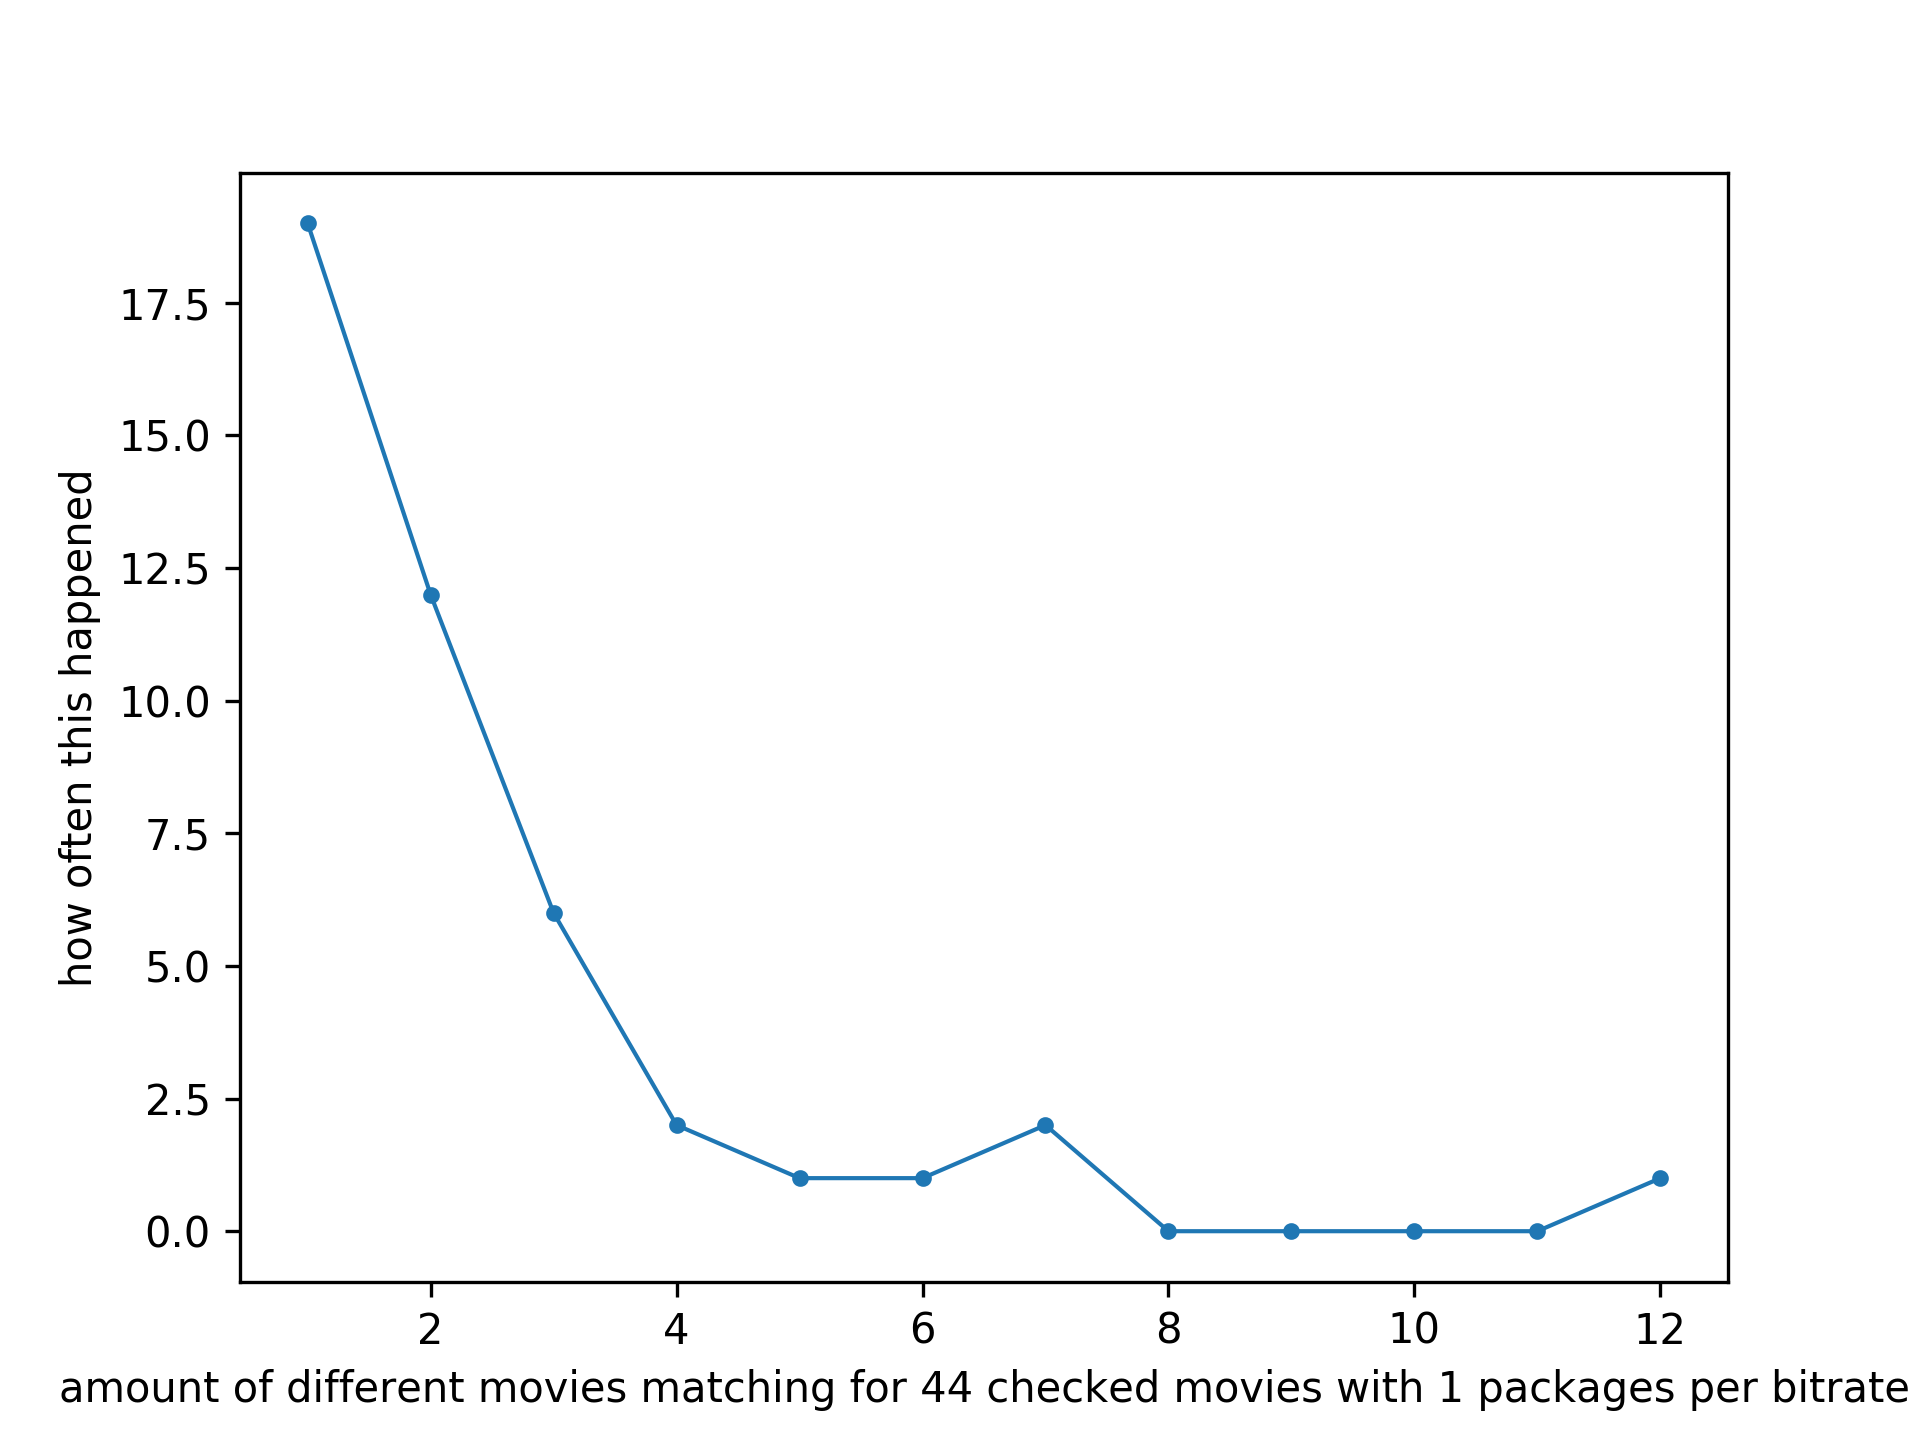 17.5
15.0
12.5
10.0
7.5
5.0
2.5
0.0
how often this happened
2 4 6 8 10 12
amount of different movies matching for 44 checked movies with 1 packages per bitrate